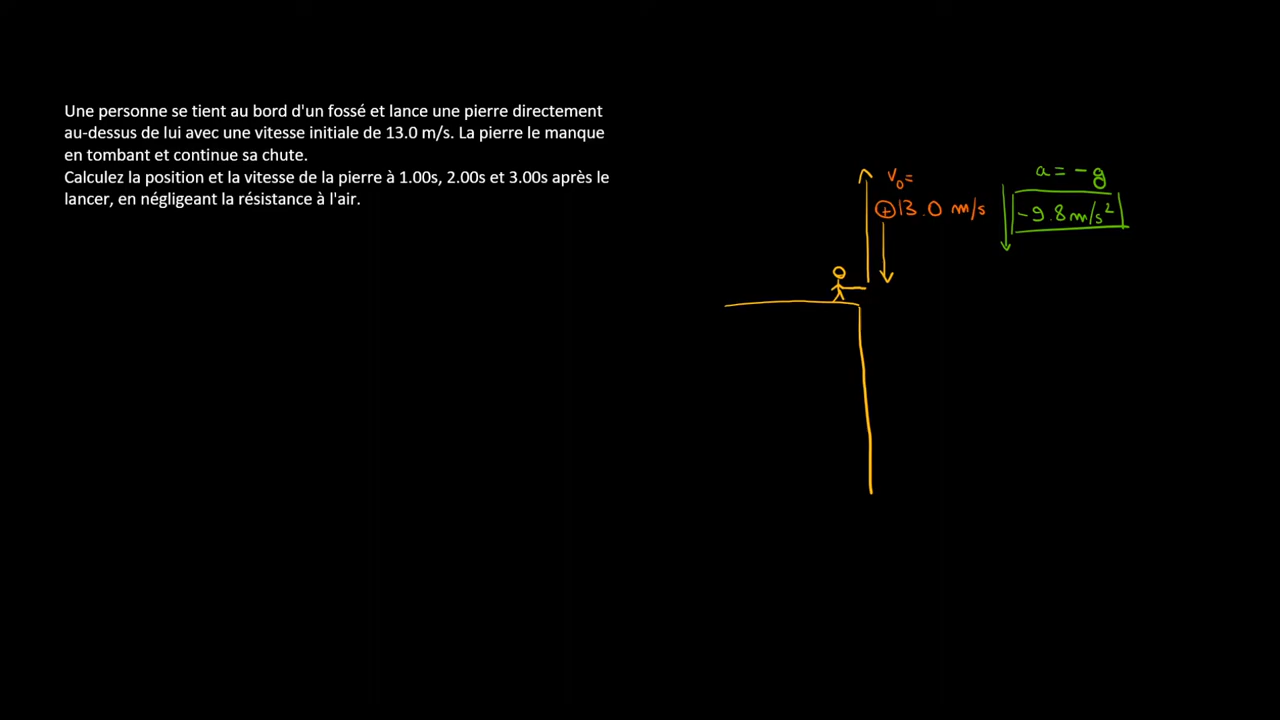 Une personne se tient au bord d'un fossé et lance une pierre directement
au-dessus de lui avec une vitesse initiale de 13.0 m/s. La pierre le manque
en tombant et continue sa chute.
Calculez la position et la vitesse de la pierre à 1.00s, 2.00s et 3.00s après le
lancer, en négligeant la résistance à l'air.
v₀=
+13.0 m/s
a = -g
-9.8 m/s²